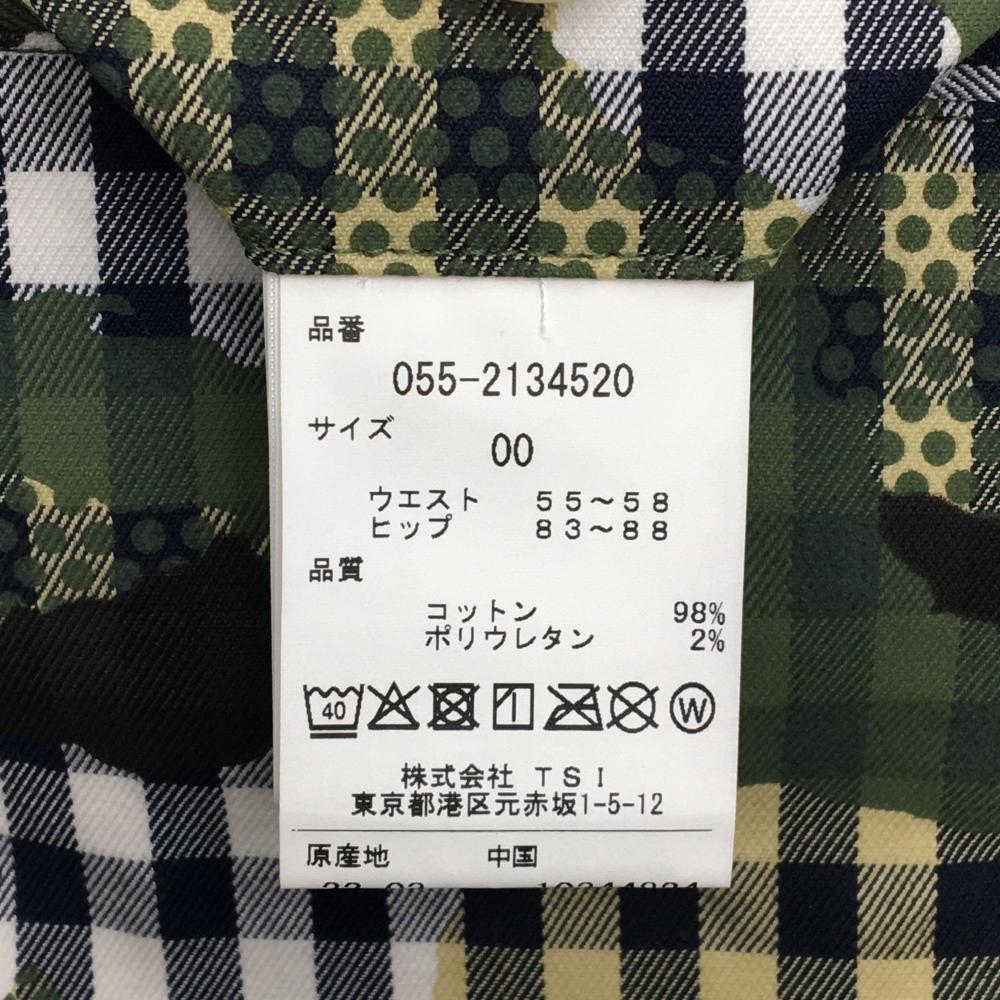 品番
055-2134520
サイズ
00
ウエスト 55～58
ヒップ 83～88
品質
コットン 98%
ポリウレタン 2%
40
W
株式会社 TSI
東京都港区元赤坂1-5-12
原産地 中国